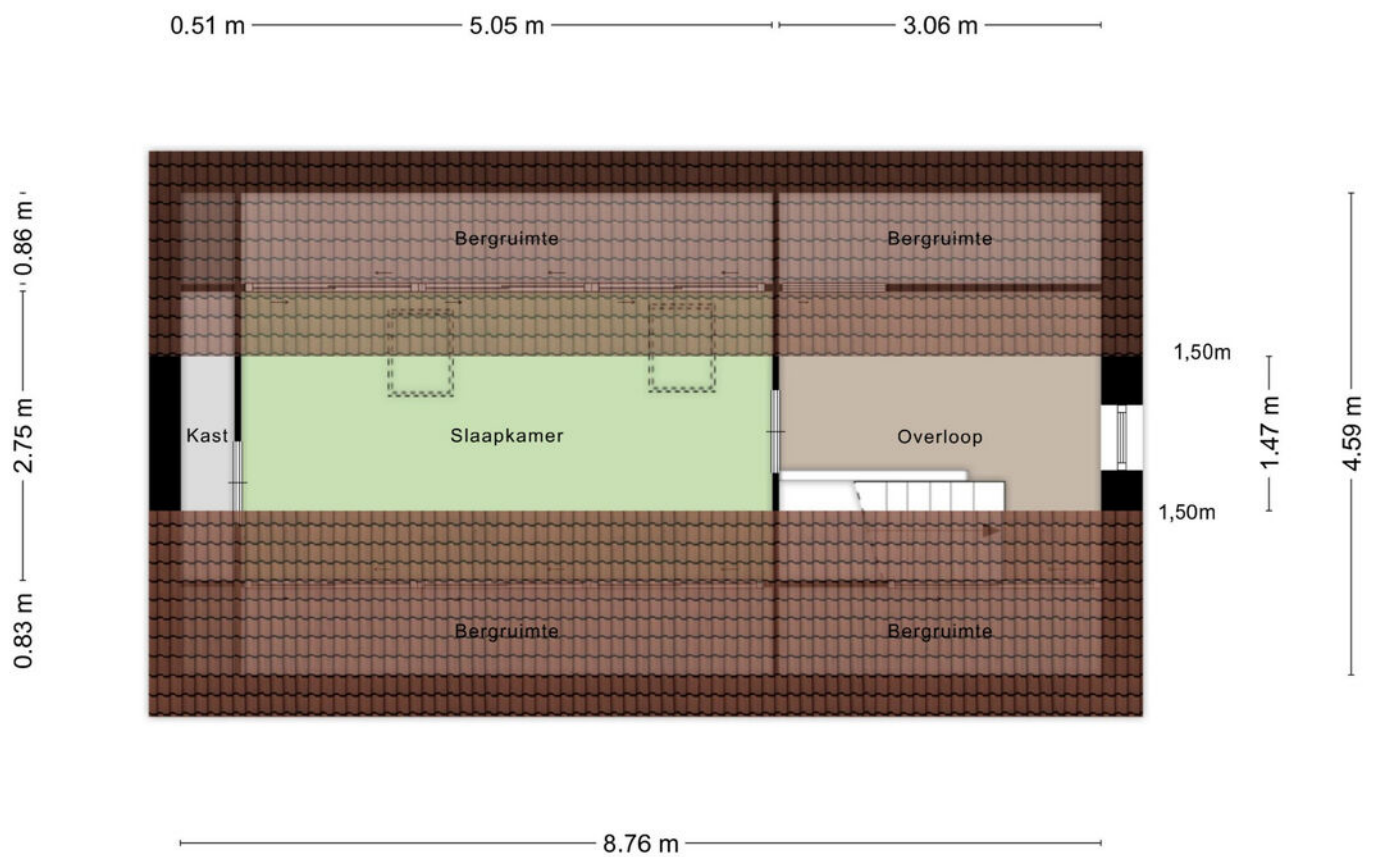 0.51 m
5.05 m
3.06 m
0.86 m
Bergruimte
Bergruimte
1,50m
2.75 m
Kast
Slaapkamer
Overloop
1.47 m
4.59 m
1,50m
0.83 m
Bergruimte
Bergruimte
8.76 m